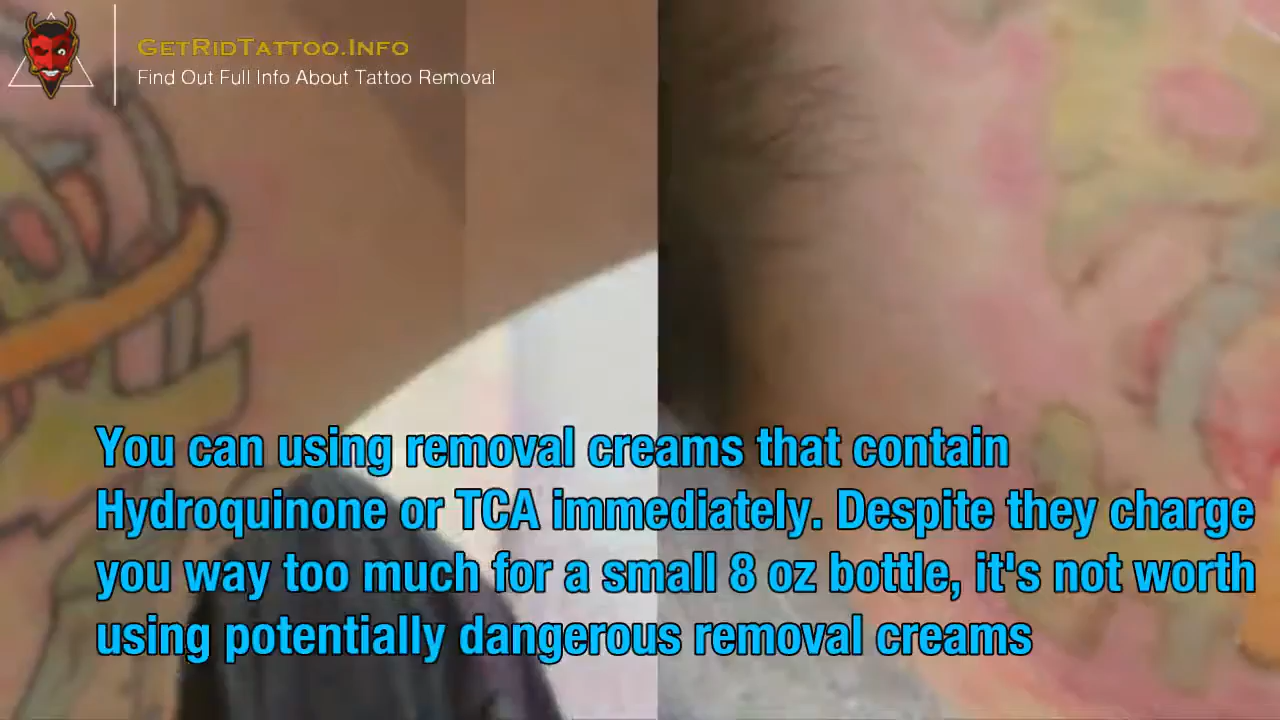 GetRidTattoo.Info
Find Out Full Info About Tattoo Removal
You can using removal creams that contain
Hydroquinone or TCA immediately. Despite they charge
you way too much for a small 8 oz bottle, it's not worth
using potentially dangerous removal creams